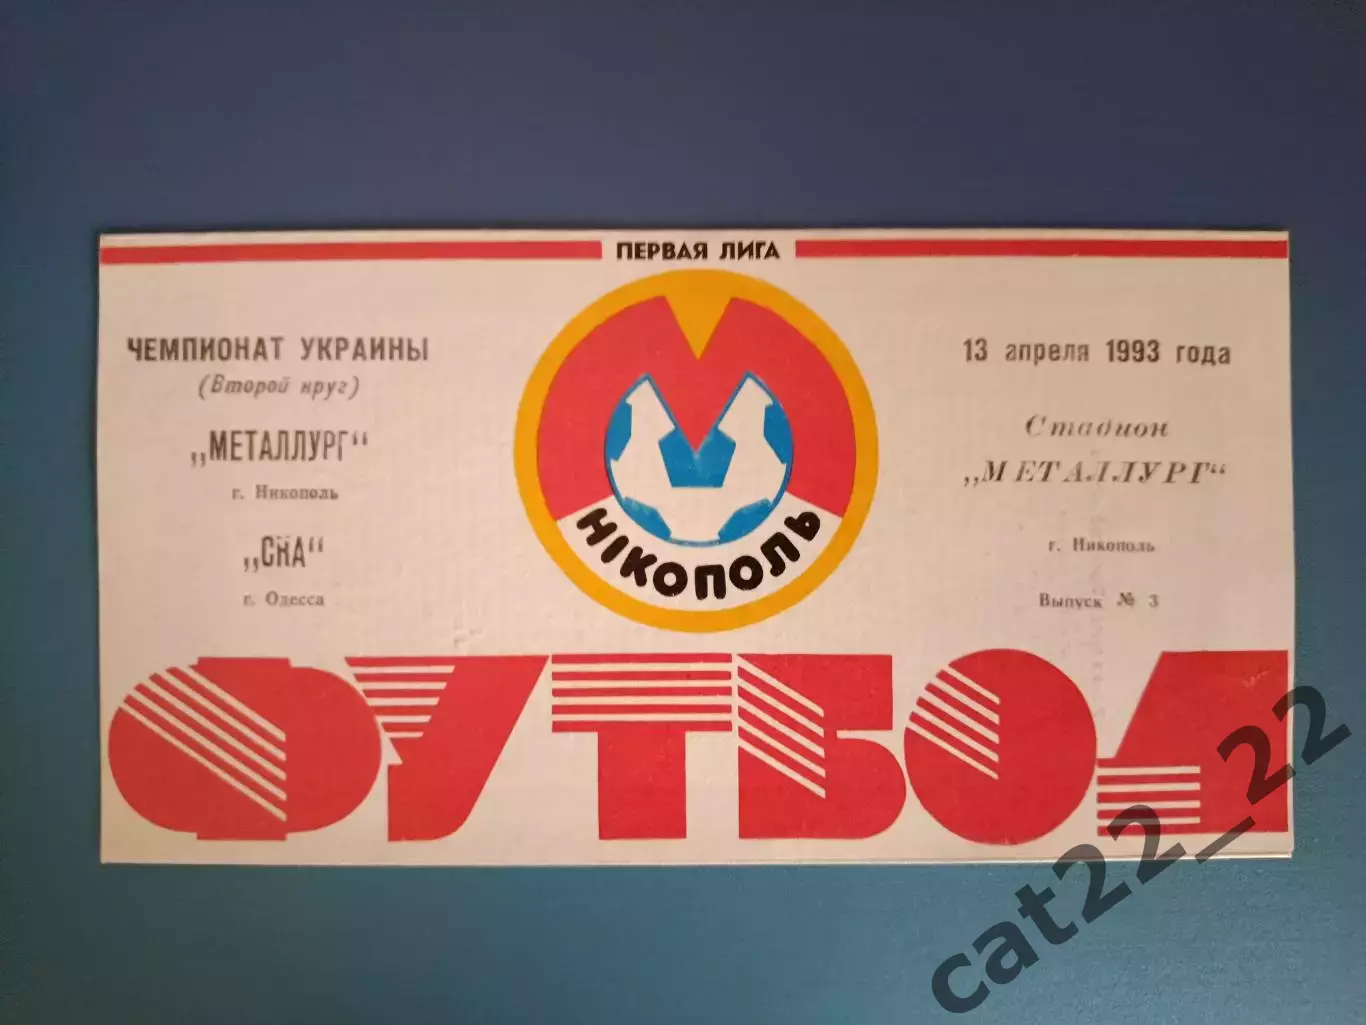 ПЕРВАЯ ЛИГА
ЧЕМПИОНАТ УКРАИНЫ
(Второй круг)
„МЕТАЛЛУРГ“
г. Никополь
„СКА“
г. Одесса
НІКОПОЛЬ
13 апреля 1993 года
Стадион
„МЕТАЛЛУРГ“
г. Никополь
Выпуск № 3
ФУТБОЛ
cat22_22